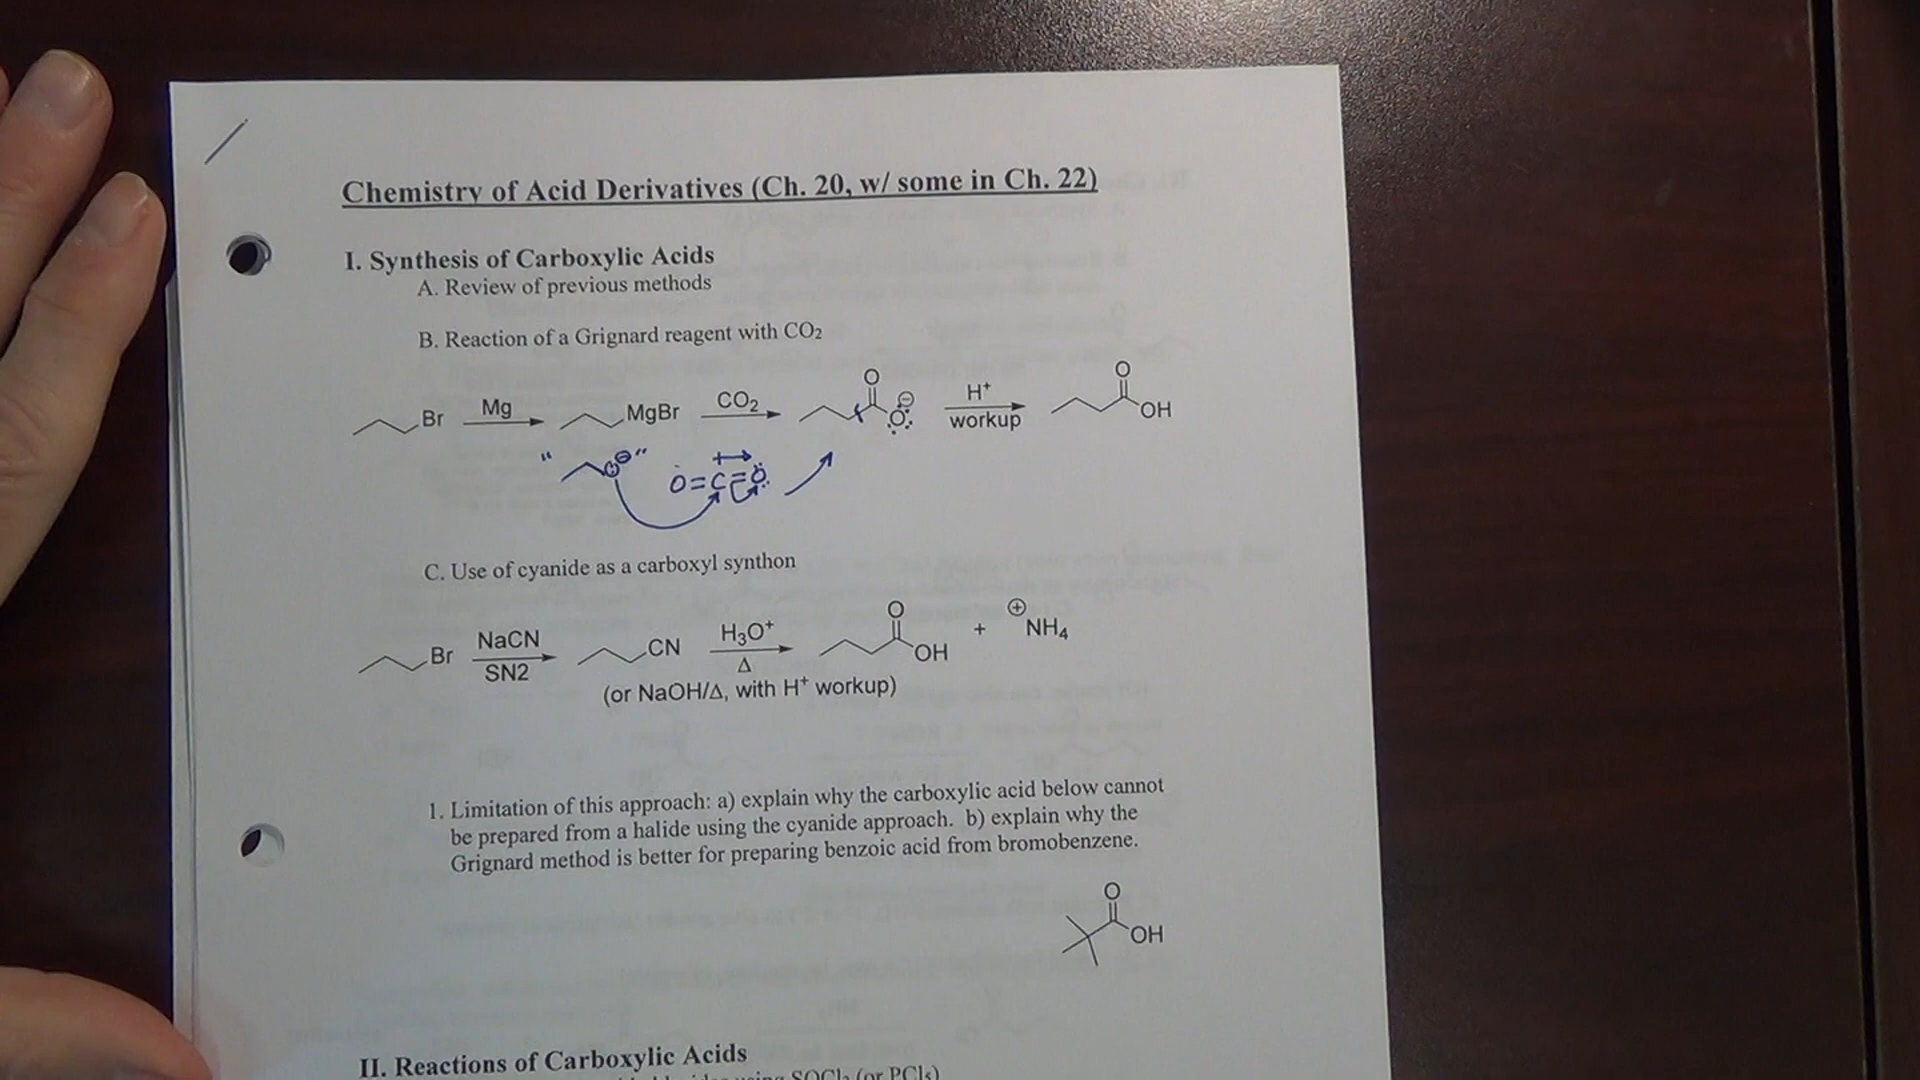 Chemistry of Acid Derivatives (Ch. 20, w/ some in Ch. 22)
I. Synthesis of Carboxylic Acids
A. Review of previous methods
B. Reaction of a Grignard reagent with CO₂
Br Mg MgBr CO₂ O O: ⊖ H⁺ workup O OH
" ⊖ " O=C=O
C. Use of cyanide as a carboxyl synthon
Br NaCN SN2 CN H₃O⁺ Δ O OH + ⊕NH₄
(or NaOH/Δ, with H⁺ workup)
1. Limitation of this approach: a) explain why the carboxylic acid below cannot
be prepared from a halide using the cyanide approach. b) explain why the
Grignard method is better for preparing benzoic acid from bromobenzene.
O OH
II. Reactions of Carboxylic Acids
using SOCl₂ (or PCl₅)